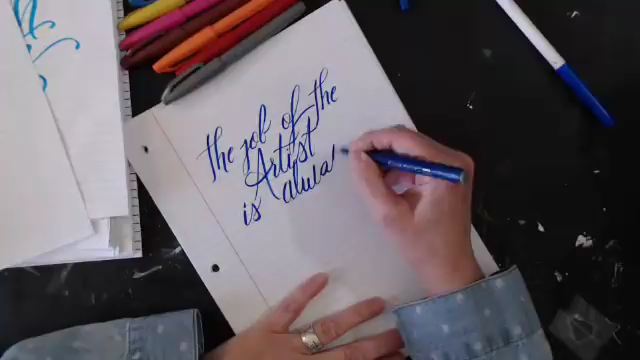 the job of the
Artist
is alwa